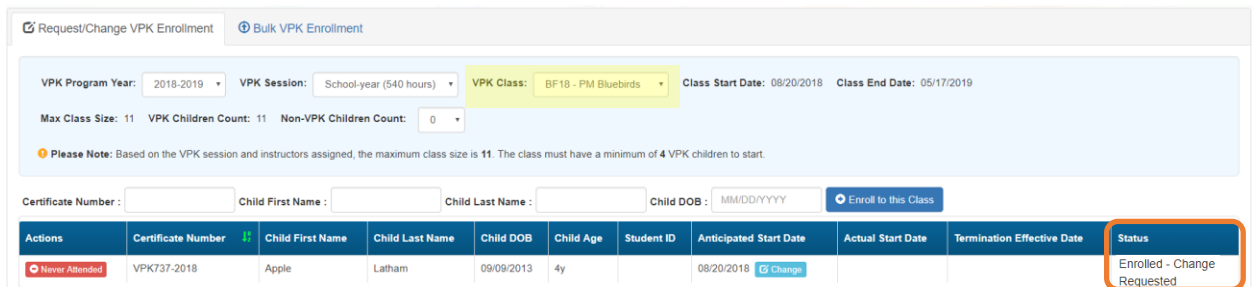 Request/Change VPK Enrollment Bulk VPK Enrollment
VPK Program Year: 2018-2019 VPK Session: School-year (540 hours) VPK Class: BF18 - PM Bluebirds Class Start Date: 08/20/2018 Class End Date: 05/17/2019
Max Class Size: 11 VPK Children Count: 11 Non-VPK Children Count: 0
Please Note: Based on the VPK session and instructors assigned, the maximum class size is 11. The class must have a minimum of 4 VPK children to start.
Certificate Number : Child First Name : Child Last Name : Child DOB : MM/DD/YYYY Enroll to this Class
Actions Certificate Number Child First Name Child Last Name Child DOB Child Age Student ID Anticipated Start Date Actual Start Date Termination Effective Date Status
Never Attended VPK737-2018 Apple Latham 09/09/2013 4y 08/20/2018 Change Enrolled - Change
Requested